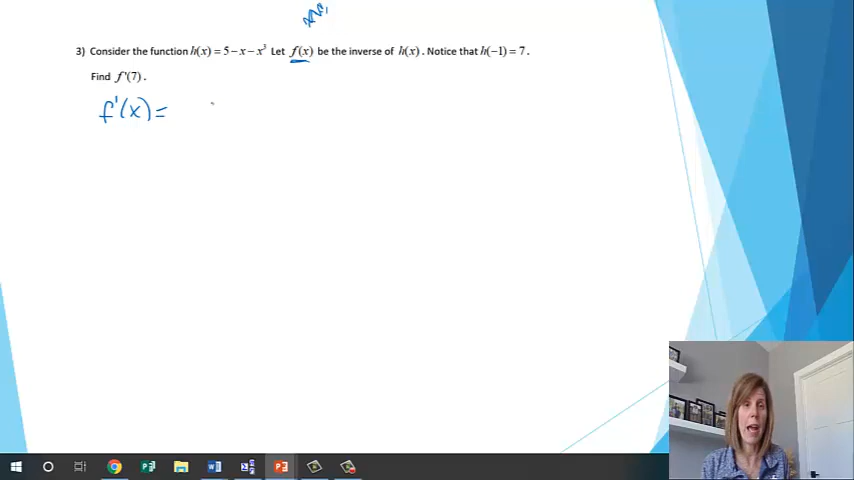 3) Consider the function h(x) = 5 − x − x³ Let f(x) be the inverse of h(x). Notice that h(−1) = 7.
Find f'(7).
f'(x) =